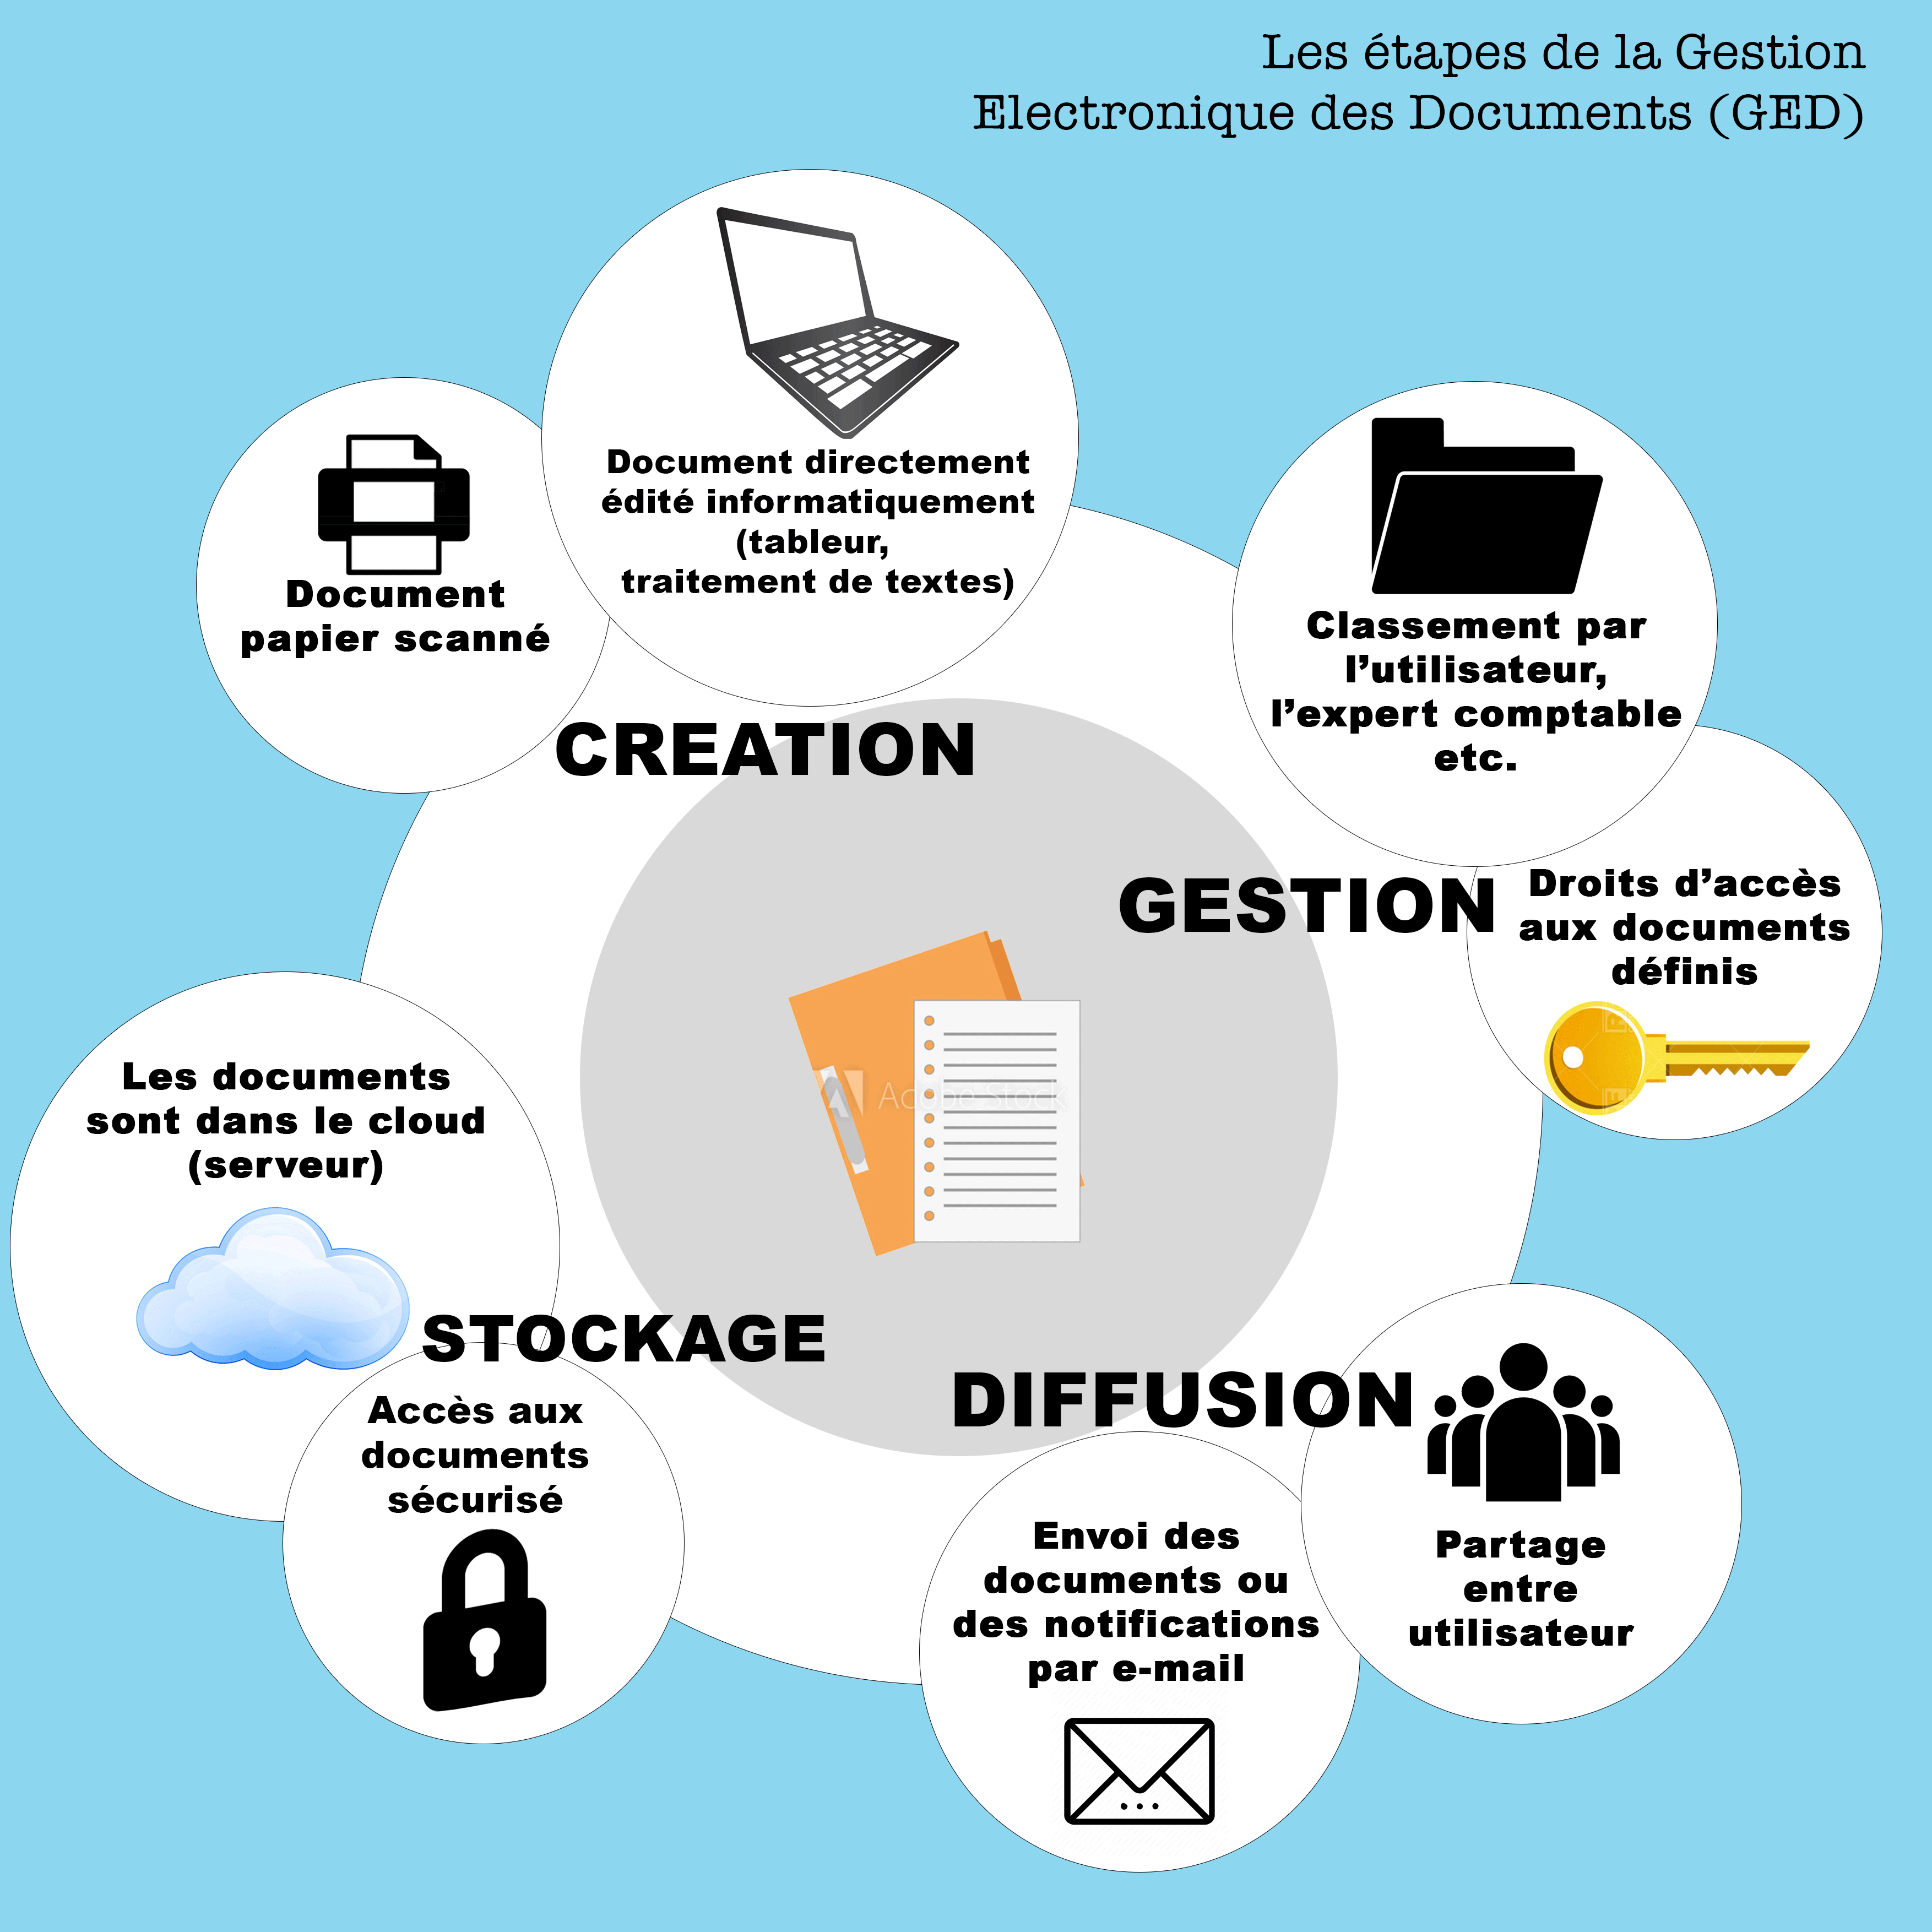 Les étapes de la Gestion
Electronique des Documents (GED)
Document directement
édité informatiquement
(tableur,
traitement de textes)
Document
papier scanné
CREATION
Classement par
l’utilisateur,
l’expert comptable
etc.
GESTION
Droits d’accès
aux documents
définis
Les documents
sont dans le cloud
(serveur)
STOCKAGE
Accès aux
documents
sécurisé
DIFFUSION
Envoi des
documents ou
des notifications
par e-mail
Partage
entre
utilisateur
Adobe Stock